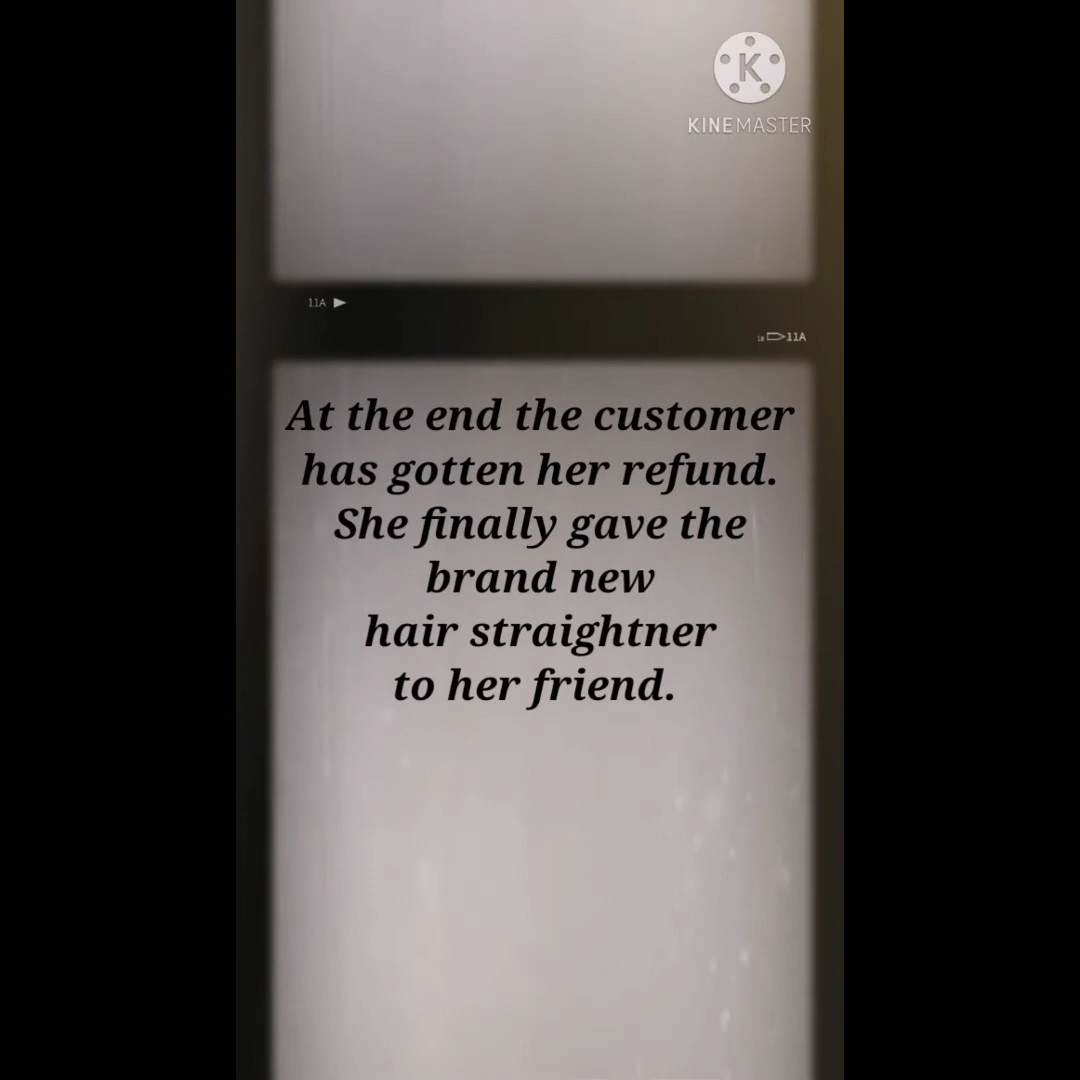 K
KINEMASTER
11A
18 11A
At the end the customer
has gotten her refund.
She finally gave the
brand new
hair straightner
to her friend.